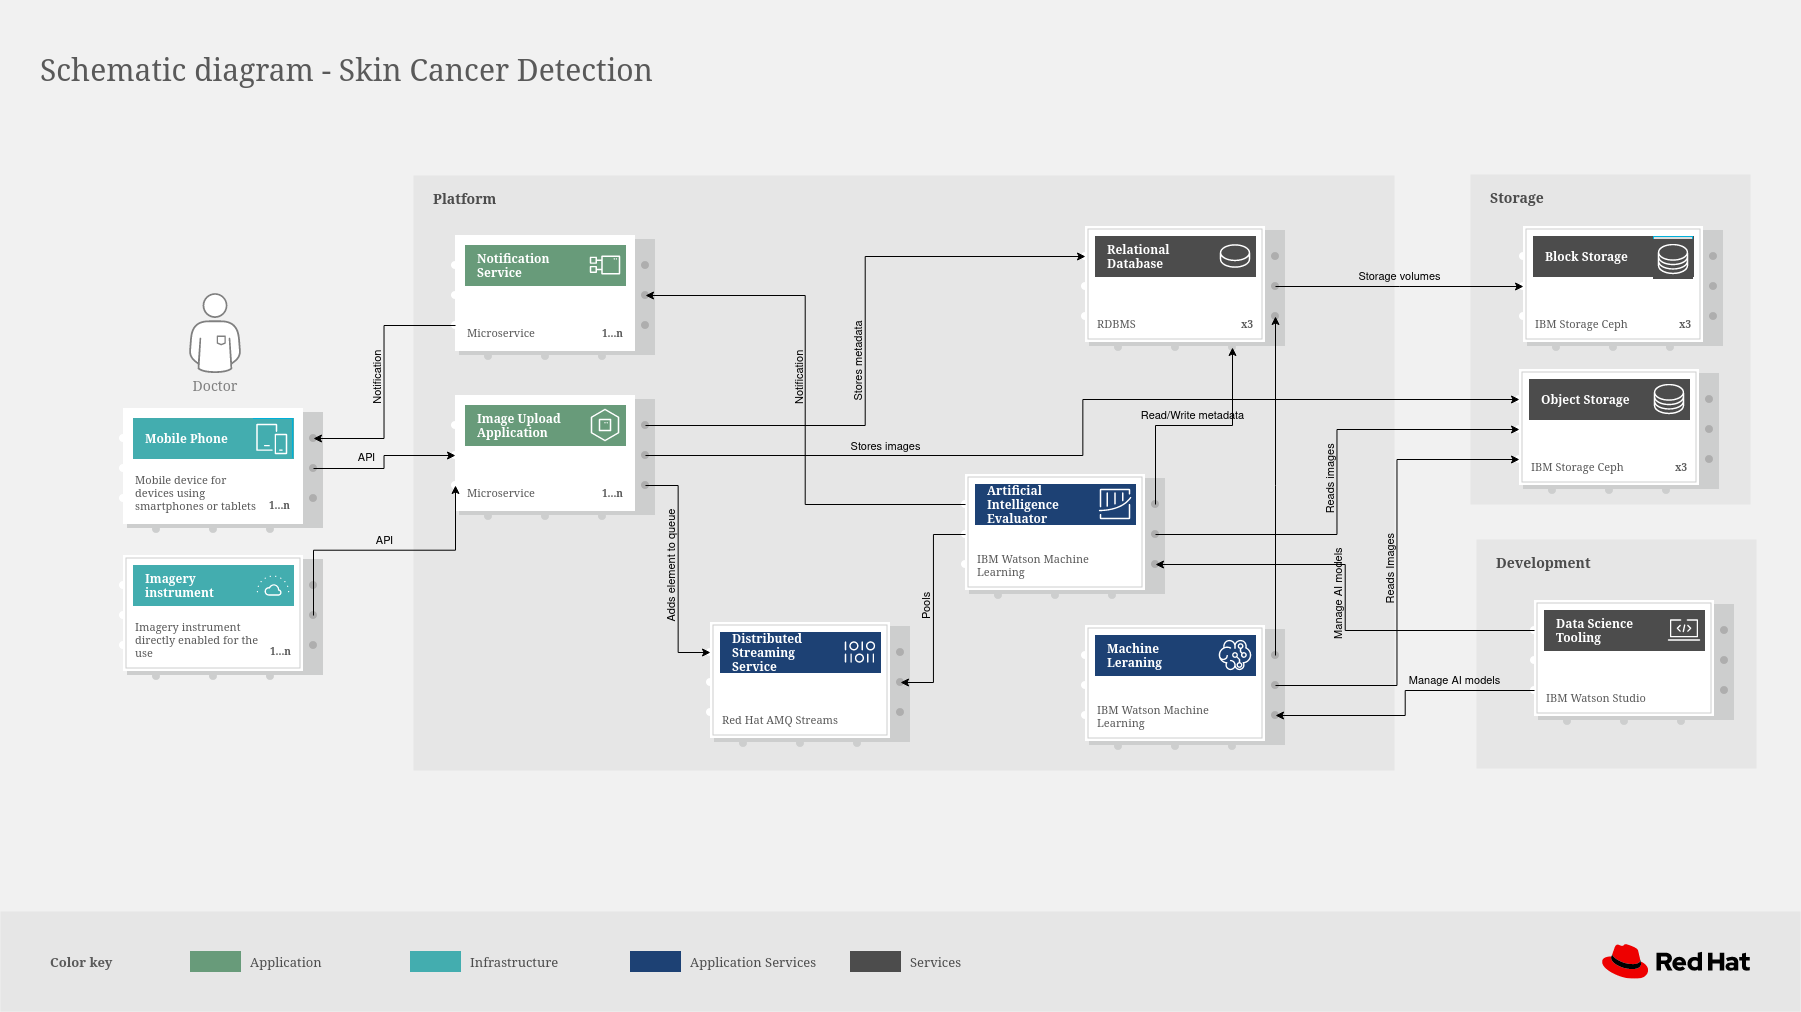 Schematic diagram - Skin Cancer Detection
Platform
Storage
Notification
Service
Microservice
1...n
Relational
Database
RDBMS
x3
Storage volumes
Block Storage
IBM Storage Ceph
x3
Doctor
Notification
Notification
Stores metadata
Mobile Phone
Mobile device for
devices using
smartphones or tablets
1...n
API
Image Upload
Application
Microservice
1...n
Stores images
Read/Write metadata
Object Storage
IBM Storage Ceph
x3
Reads images
API
Adds element to queue
Artificial
Intelligence
Evaluator
IBM Watson Machine
Learning
Pools
Manage AI models
Reads Images
Development
Imagery
instrument
Imagery instrument
directly enabled for the
use
1...n
Distributed
Streaming
Service
IOIO
IIOII
Red Hat AMQ Streams
Machine
Leraning
IBM Watson Machine
Learning
Data Science
Tooling
</>
IBM Watson Studio
Manage AI models
Color key
Application
Infrastructure
Application Services
Services
Red Hat